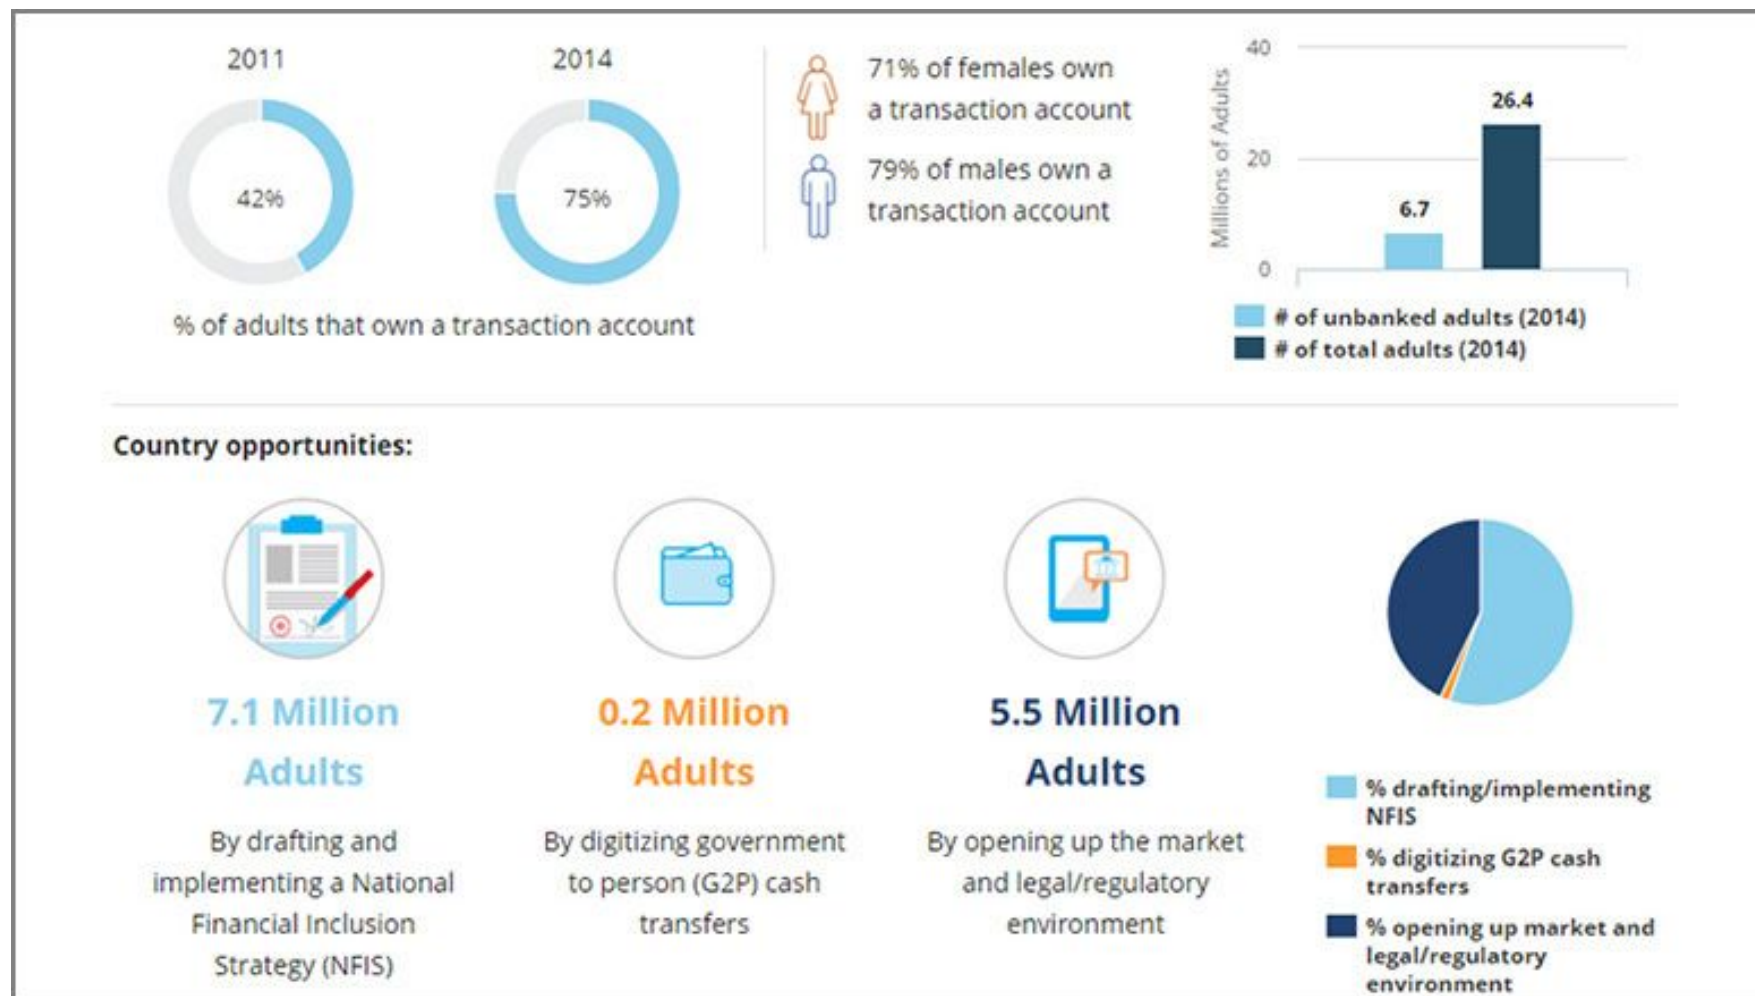 2011
2014
42%
75%
% of adults that own a transaction account
71% of females own
a transaction account
79% of males own a
transaction account
Millions of Adults
40
20
0
6.7
26.4
# of unbanked adults (2014)
# of total adults (2014)
Country opportunities:
7.1 Million
Adults
By drafting and
implementing a National
Financial Inclusion
Strategy (NFIS)
0.2 Million
Adults
By digitizing government
to person (G2P) cash
transfers
5.5 Million
Adults
By opening up the market
and legal/regulatory
environment
% drafting/implementing
NFIS
% digitizing G2P cash
transfers
% opening up market and
legal/regulatory
environment